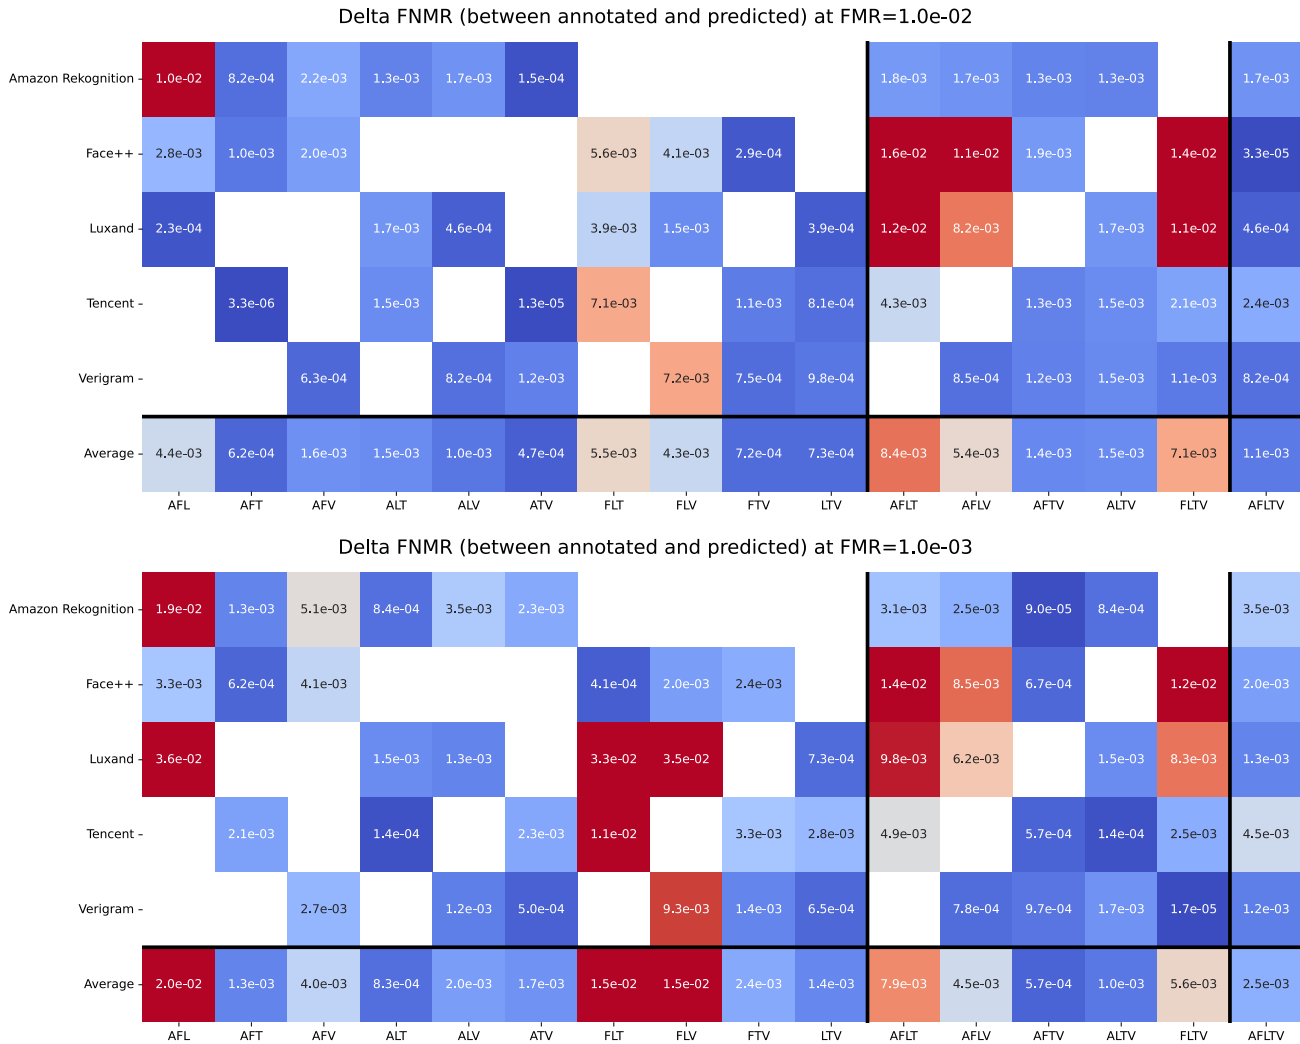 Delta FNMR (between annotated and predicted) at FMR=1.0e-02
Amazon Rekognition 1.0e-02 8.2e-04 2.2e-03 1.3e-03 1.7e-03 1.5e-04 1.8e-03 1.7e-03 1.3e-03 1.3e-03 1.7e-03
Face++ 2.8e-03 1.0e-03 2.0e-03 5.6e-03 4.1e-03 2.9e-04 1.6e-02 1.1e-02 1.9e-03 1.4e-02 3.3e-05
Luxand 2.3e-04 1.7e-03 4.6e-04 3.9e-03 1.5e-03 3.9e-04 1.2e-02 8.2e-03 1.7e-03 1.1e-02 4.6e-04
Tencent 3.3e-06 1.5e-03 1.3e-05 7.1e-03 1.1e-03 8.1e-04 4.3e-03 1.3e-03 1.5e-03 2.1e-03 2.4e-03
Verigram 6.3e-04 8.2e-04 1.2e-03 7.2e-03 7.5e-04 9.8e-04 8.5e-04 1.2e-03 1.5e-03 1.1e-03 8.2e-04
Average 4.4e-03 6.2e-04 1.6e-03 1.5e-03 1.0e-03 4.7e-04 5.5e-03 4.3e-03 7.2e-04 7.3e-04 8.4e-03 5.4e-03 1.4e-03 1.5e-03 7.1e-03 1.1e-03
AFL AFT AFV ALT ALV ATV FLT FLV FTV LTV AFLT AFLV AFTV ALTV FLTV AFLTV
Delta FNMR (between annotated and predicted) at FMR=1.0e-03
Amazon Rekognition 1.9e-02 1.3e-03 5.1e-03 8.4e-04 3.5e-03 2.3e-03 3.1e-03 2.5e-03 9.0e-05 8.4e-04 3.5e-03
Face++ 3.3e-03 6.2e-04 4.1e-03 4.1e-04 2.0e-03 2.4e-03 1.4e-02 8.5e-03 6.7e-04 1.2e-02 2.0e-03
Luxand 3.6e-02 1.5e-03 1.3e-03 3.3e-02 3.5e-02 7.3e-04 9.8e-03 6.2e-03 1.5e-03 8.3e-03 1.3e-03
Tencent 2.1e-03 1.4e-04 2.3e-03 1.1e-02 3.3e-03 2.8e-03 4.9e-03 5.7e-04 1.4e-04 2.5e-03 4.5e-03
Verigram 2.7e-03 1.2e-03 5.0e-04 9.3e-03 1.4e-03 6.5e-04 7.8e-04 9.7e-04 1.7e-03 1.7e-05 1.2e-03
Average 2.0e-02 1.3e-03 4.0e-03 8.3e-04 2.0e-03 1.7e-03 1.5e-02 1.5e-02 2.4e-03 1.4e-03 7.9e-03 4.5e-03 5.7e-04 1.0e-03 5.6e-03 2.5e-03
AFL AFT AFV ALT ALV ATV FLT FLV FTV LTV AFLT AFLV AFTV ALTV FLTV AFLTV